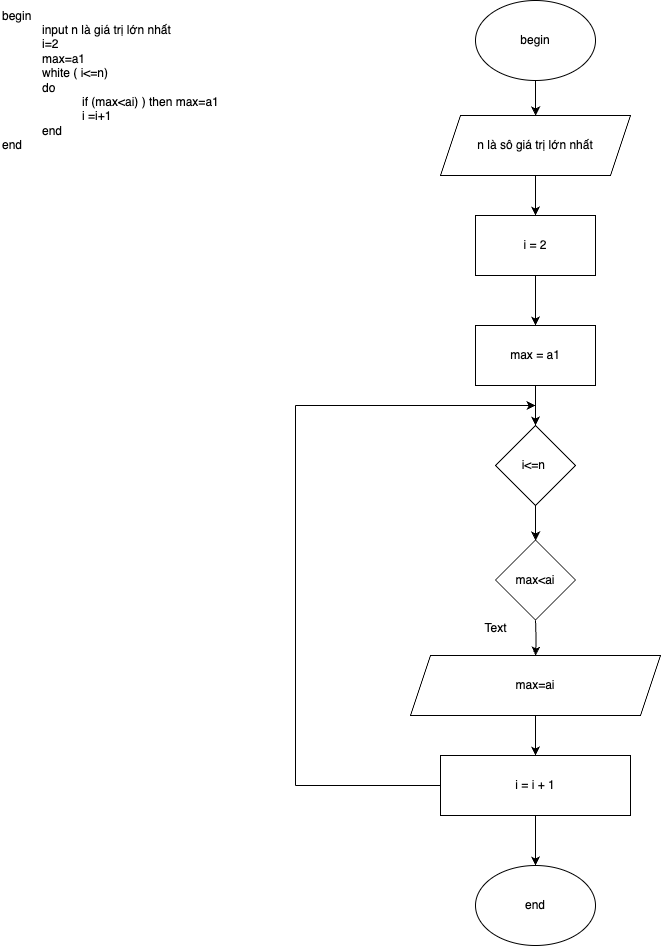 begin
input n là giá trị lớn nhất
i=2
max=a1
white ( i<=n)
do
if (max<ai) ) then max=a1
i =i+1
end
end
begin
n là sô giá trị lớn nhất
i = 2
max = a1
i<=n
max<ai
Text
max=ai
i = i + 1
end